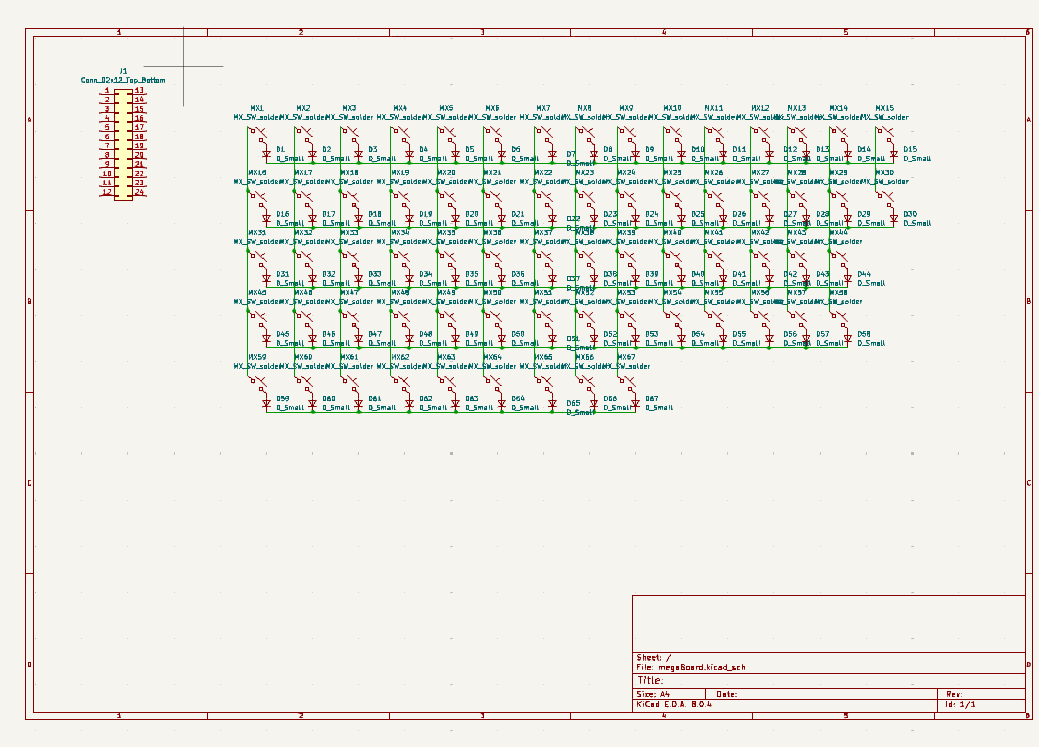 1 2 3 4 5 6
J1
Conn_02x12_Top_Bottom
1 13
2 14
3 15
4 16
5 17
6 18
7 19
8 20
9 21
10 22
11 23
12 24
A A
MX1 MX2 MX3 MX4 MX5 MX6 MX7 MX8 MX9 MX10 MX11 MX12 MX13 MX14 MX15
MX_SW_solder MX_SW_solder MX_SW_solder MX_SW_solder MX_SW_solder MX_SW_solder MX_SW_solder MX_SW_solder MX_SW_solder MX_SW_solder MX_SW_solder MX_SW_solder MX_SW_solder MX_SW_solder MX_SW_solder
D1 D2 D3 D4 D5 D6 D7 D8 D9 D10 D11 D12 D13 D14 D15
D_Small D_Small D_Small D_Small D_Small D_Small D_Small D_Small D_Small D_Small D_Small D_Small D_Small D_Small D_Small
MX16 MX17 MX18 MX19 MX20 MX21 MX22 MX23 MX24 MX25 MX26 MX27 MX28 MX29 MX30
MX_SW_solder MX_SW_solder MX_SW_solder MX_SW_solder MX_SW_solder MX_SW_solder MX_SW_solder MX_SW_solder MX_SW_solder MX_SW_solder MX_SW_solder MX_SW_solder MX_SW_solder MX_SW_solder MX_SW_solder
D16 D17 D18 D19 D20 D21 D22 D23 D24 D25 D26 D27 D28 D29 D30
D_Small D_Small D_Small D_Small D_Small D_Small D_Small D_Small D_Small D_Small D_Small D_Small D_Small D_Small D_Small
MX31 MX32 MX33 MX34 MX35 MX36 MX37 MX38 MX39 MX40 MX41 MX42 MX43 MX44
MX_SW_solder MX_SW_solder MX_SW_solder MX_SW_solder MX_SW_solder MX_SW_solder MX_SW_solder MX_SW_solder MX_SW_solder MX_SW_solder MX_SW_solder MX_SW_solder MX_SW_solder MX_SW_solder
D31 D32 D33 D34 D35 D36 D37 D38 D39 D40 D41 D42 D43 D44
D_Small D_Small D_Small D_Small D_Small D_Small D_Small D_Small D_Small D_Small D_Small D_Small D_Small D_Small
B B
MX45 MX46 MX47 MX48 MX49 MX50 MX51 MX52 MX53 MX54 MX55 MX56 MX57 MX58
MX_SW_solder MX_SW_solder MX_SW_solder MX_SW_solder MX_SW_solder MX_SW_solder MX_SW_solder MX_SW_solder MX_SW_solder MX_SW_solder MX_SW_solder MX_SW_solder MX_SW_solder MX_SW_solder
D45 D46 D47 D48 D49 D50 D51 D52 D53 D54 D55 D56 D57 D58
D_Small D_Small D_Small D_Small D_Small D_Small D_Small D_Small D_Small D_Small D_Small D_Small D_Small D_Small
MX59 MX60 MX61 MX62 MX63 MX64 MX65 MX66 MX67
MX_SW_solder MX_SW_solder MX_SW_solder MX_SW_solder MX_SW_solder MX_SW_solder MX_SW_solder MX_SW_solder MX_SW_solder
D59 D60 D61 D62 D63 D64 D65 D66 D67
D_Small D_Small D_Small D_Small D_Small D_Small D_Small D_Small D_Small
C C
D D
Sheet: /
File: megaBoard.kicad_sch
Title:
Size: A4 Date: Rev:
KiCad E.D.A. 8.0.4 Id: 1/1
1 2 3 4 5 6